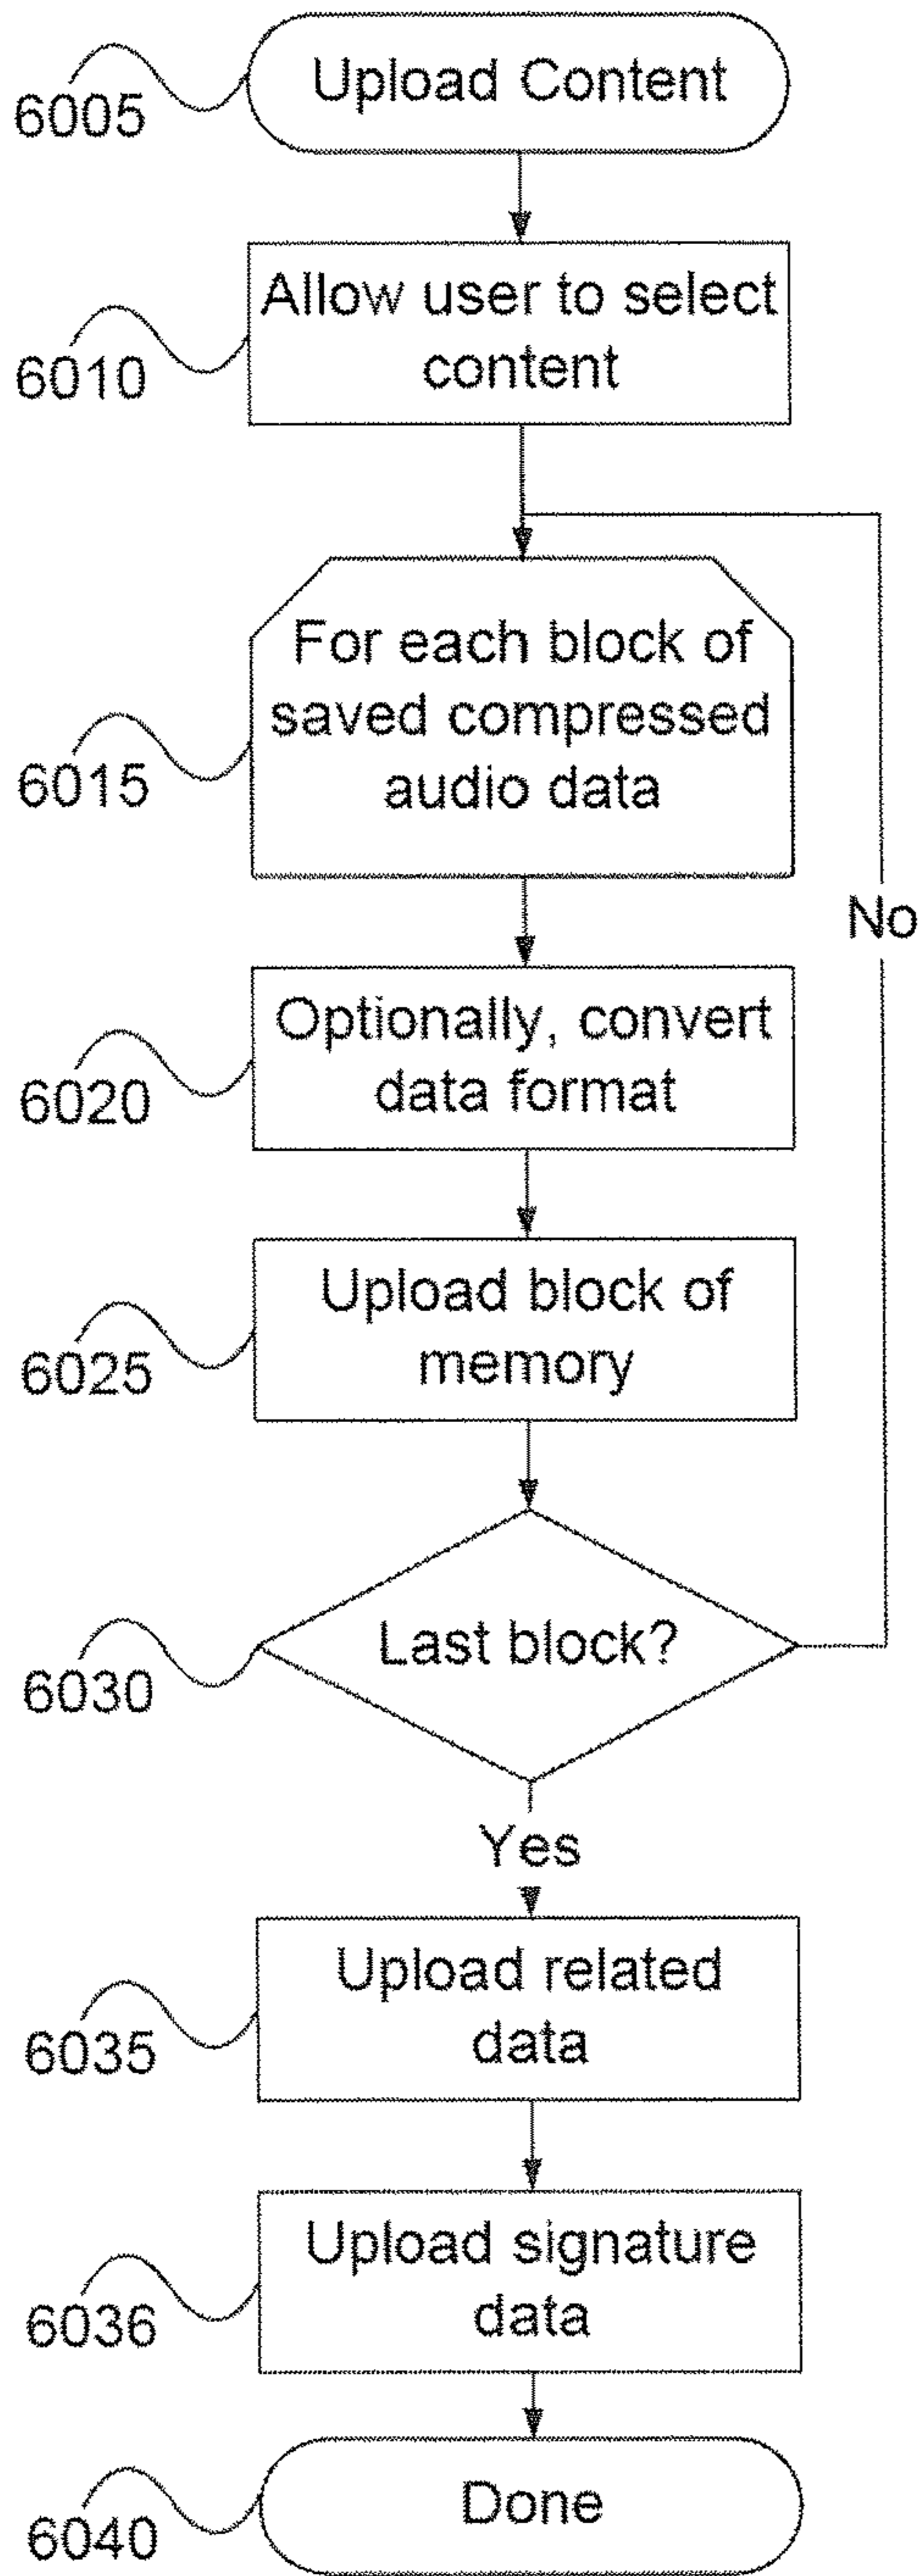 Upload Content
6005
Allow user to select
content
6010
For each block of
saved compressed
audio data
6015
No
Optionally, convert
data format
6020
Upload block of
memory
6025
Last block?
6030
Yes
Upload related
data
6035
Upload signature
data
6036
Done
6040